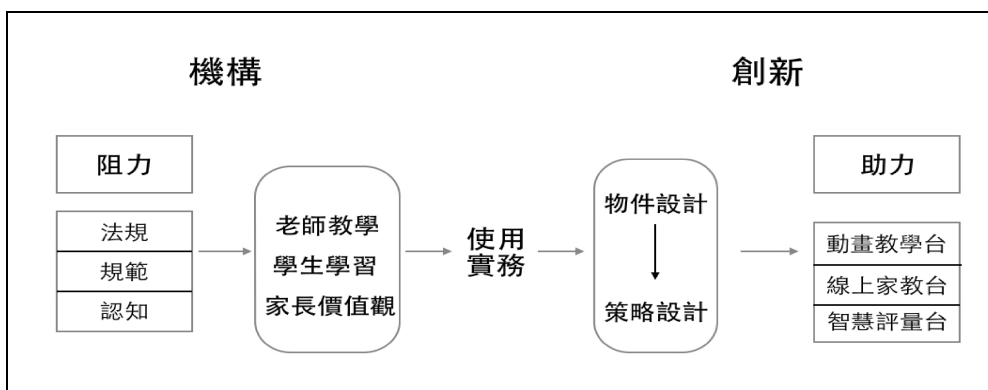 機構
創新
阻力
法規
規範
認知
老師教學
學生學習
家長價值觀
使用
實務
物件設計
策略設計
助力
動畫教學台
線上家教台
智慧評量台